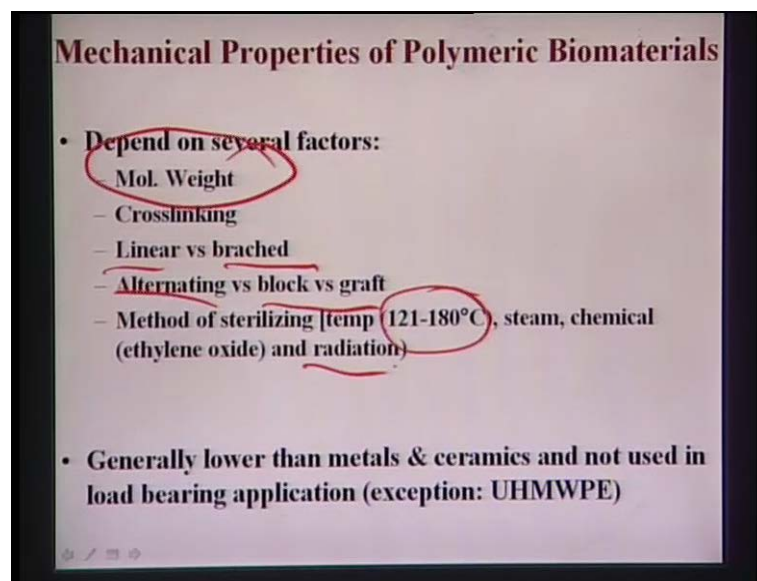 Mechanical Properties of Polymeric Biomaterials
• Depend on several factors:
– Mol. Weight
– Crosslinking
– Linear vs brached
– Alternating vs block vs graft
– Method of sterilizing [temp (121-180°C), steam, chemical
(ethylene oxide) and radiation)
• Generally lower than metals & ceramics and not used in
load bearing application (exception: UHMWPE)